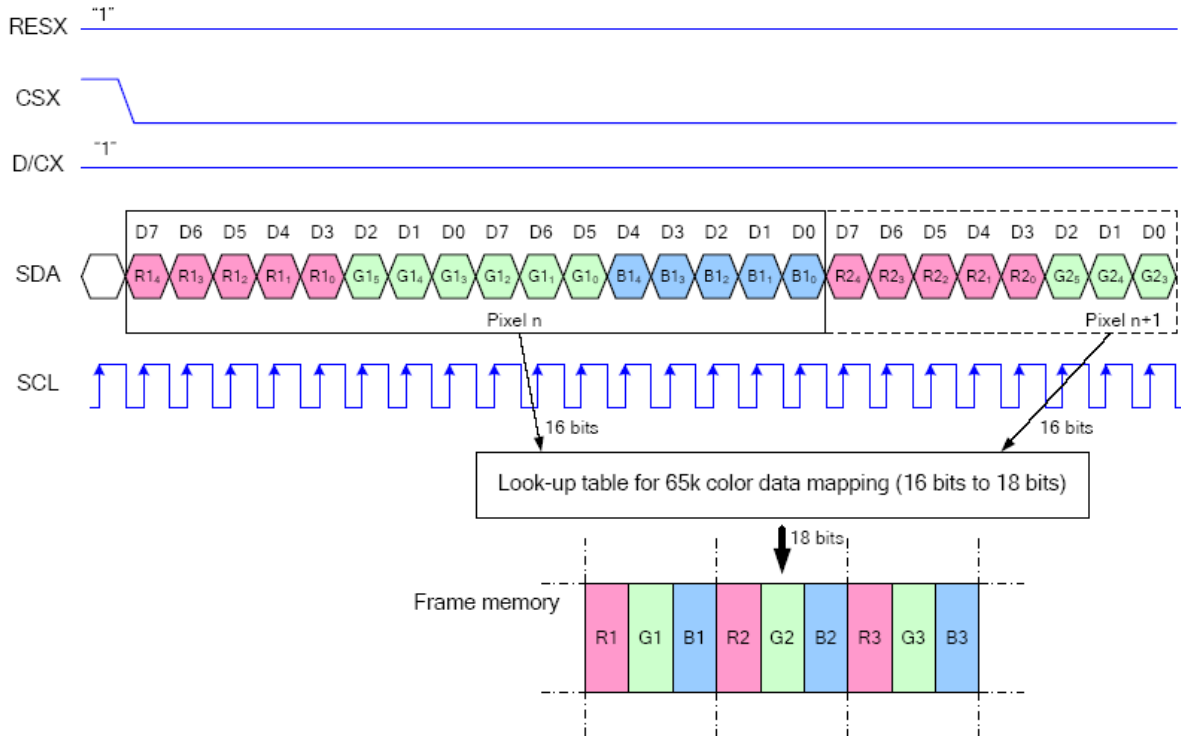 RESX "1"
CSX
D/CX "1"
D7 D6 D5 D4 D3 D2 D1 D0 D7 D6 D5 D4 D3 D2 D1 D0 D7 D6 D5 D4 D3 D2 D1 D0
SDA R1₄ R1₃ R1₂ R1₁ R1₀ G1₅ G1₄ G1₃ G1₂ G1₁ G1₀ B1₄ B1₃ B1₂ B1₁ B1₀ R2₄ R2₃ R2₂ R2₁ R2₀ G2₅ G2₄ G2₃
Pixel n Pixel n+1
SCL
16 bits 16 bits
Look-up table for 65k color data mapping (16 bits to 18 bits)
18 bits
Frame memory
R1 G1 B1 R2 G2 B2 R3 G3 B3